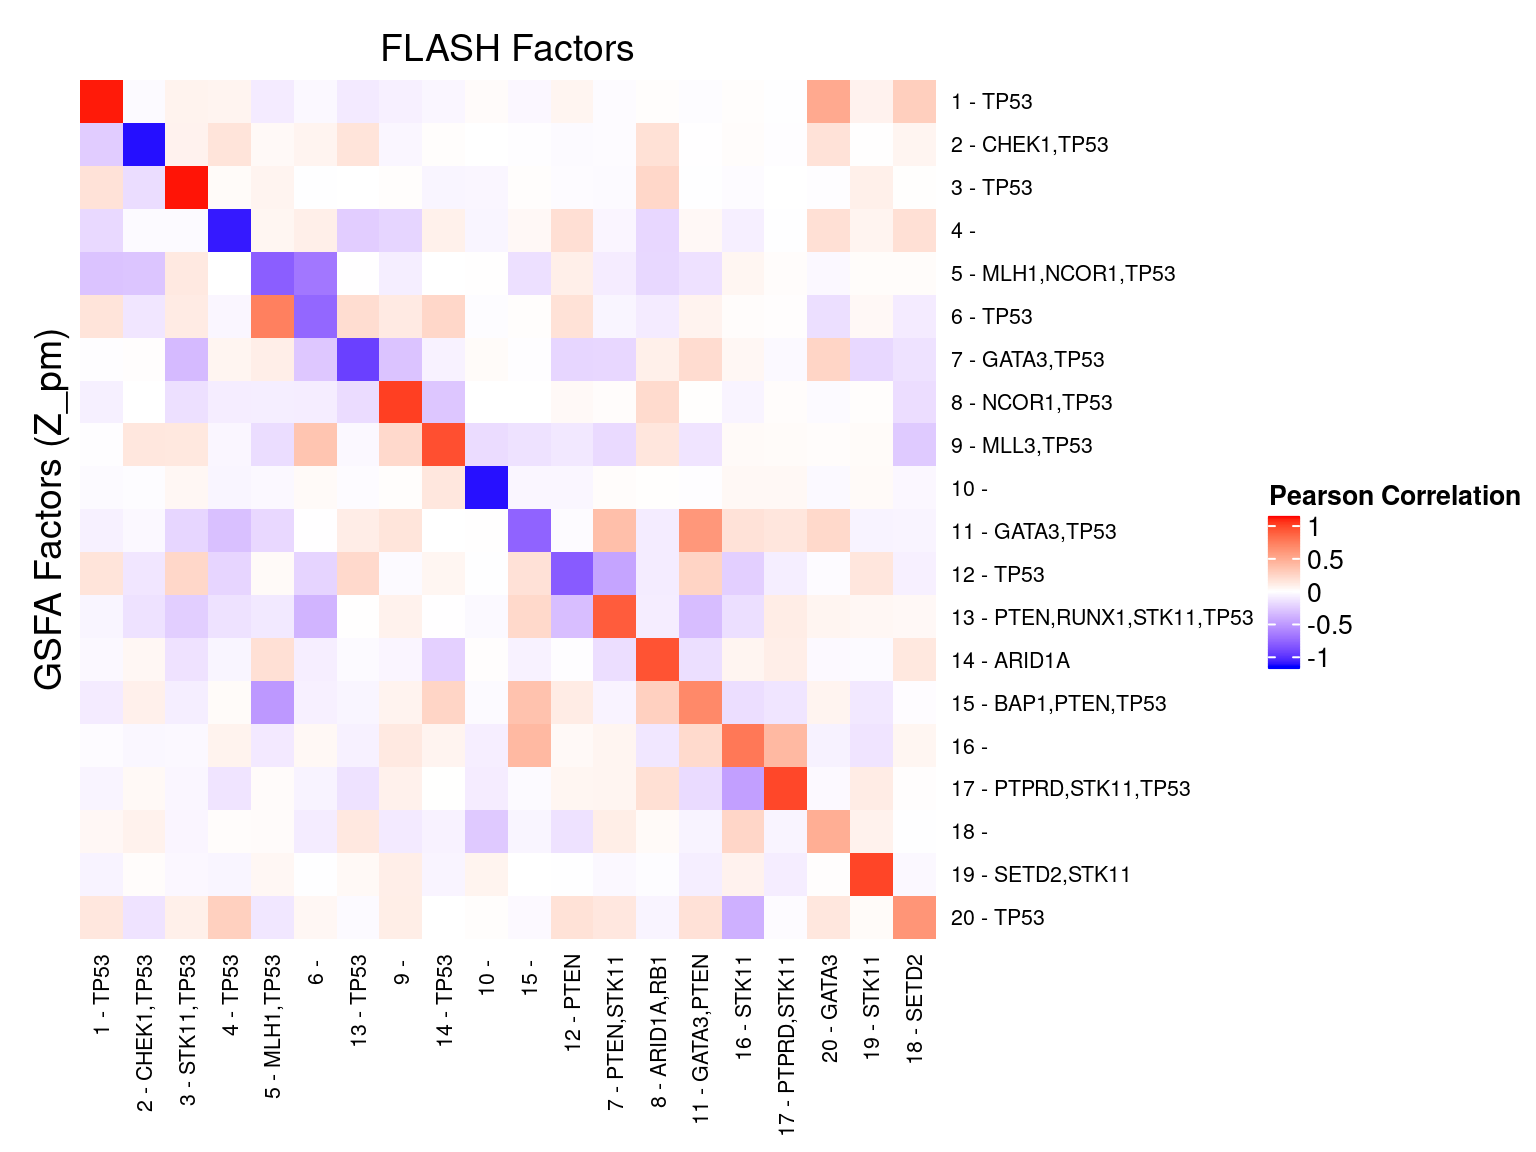 FLASH Factors
GSFA Factors (Z_pm)
1 - TP53
2 - CHEK1,TP53
3 - TP53
4 -
5 - MLH1,NCOR1,TP53
6 - TP53
7 - GATA3,TP53
8 - NCOR1,TP53
9 - MLL3,TP53
10 -
11 - GATA3,TP53
12 - TP53
13 - PTEN,RUNX1,STK11,TP53
14 - ARID1A
15 - BAP1,PTEN,TP53
16 -
17 - PTPRD,STK11,TP53
18 -
19 - SETD2,STK11
20 - TP53
Pearson Correlation
1
0.5
0
-0.5
-1
1 - TP53
2 - CHEK1,TP53
3 - STK11,TP53
4 - TP53
5 - MLH1,TP53
6 -
13 - TP53
9 -
14 - TP53
10 -
15 -
12 - PTEN
7 - PTEN,STK11
8 - ARID1A,RB1
11 - GATA3,PTEN
16 - STK11
17 - PTPRD,STK11
20 - GATA3
19 - STK11
18 - SETD2